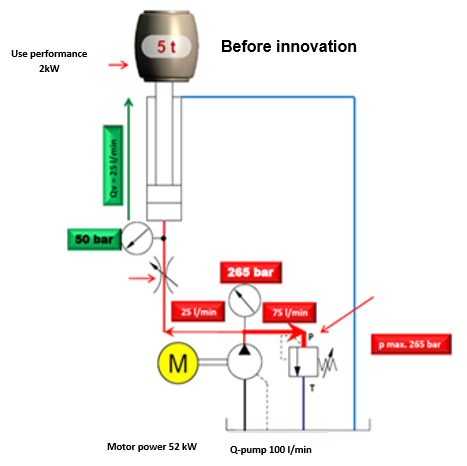 Before innovation
Use performance
2kW
5 t
Qv = 25 l/min
50 bar
265 bar
25 l/min
75 l/min
P
p max. 265 bar
M
T
Motor power 52 kW
Q-pump 100 l/min